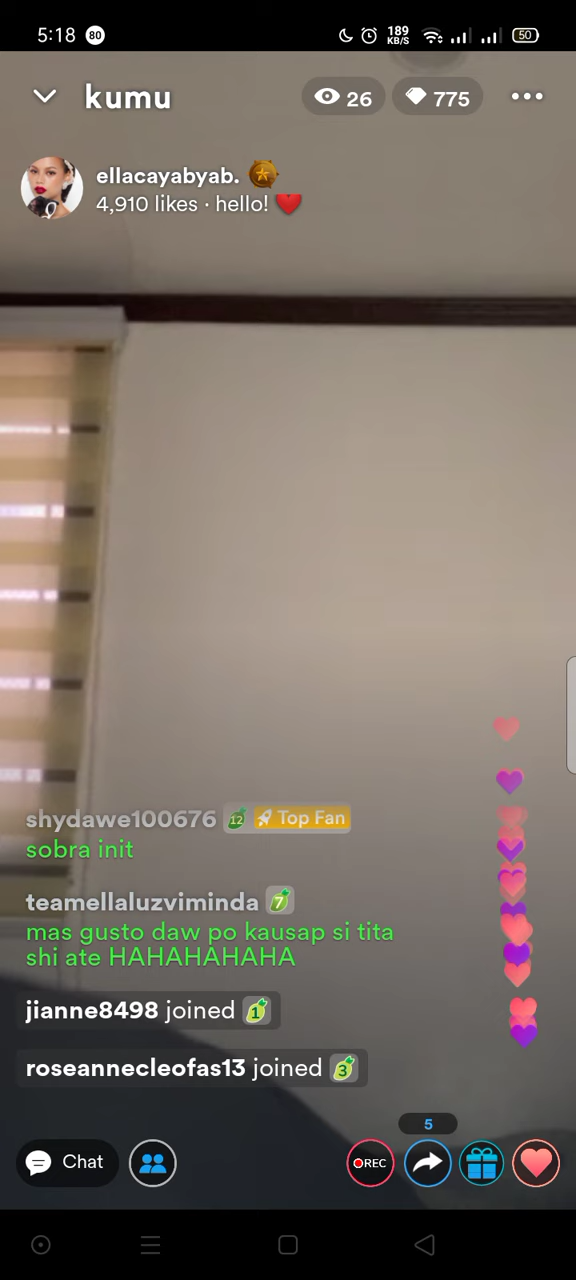 5:18 80 189 KB/S 50
kumu 26 775 •••
ellacayabyab.
4,910 likes · hello! ❤️
shydawe100676 12 Top Fan
sobra init
teamellaluzviminda 7
mas gusto daw po kausap si tita
shi ate HAHAHAHAHA
jianne8498 joined 1
roseannecleofas13 joined 3
5
Chat REC